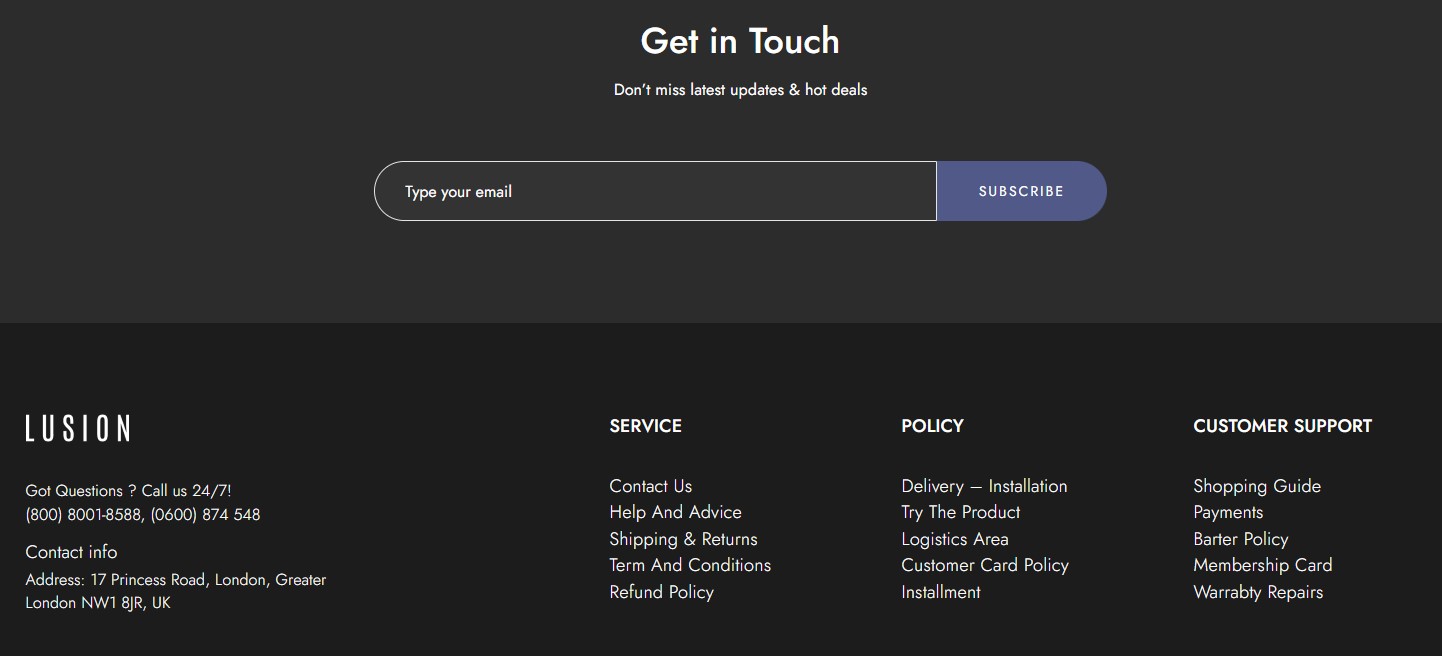 Get in Touch
Don't miss latest updates & hot deals
Type your email
SUBSCRIBE
LUSION
Got Questions ? Call us 24/7!
(800) 8001-8588, (0600) 874 548
Contact info
Address: 17 Princess Road, London, Greater
London NW1 8JR, UK
SERVICE
Contact Us
Help And Advice
Shipping & Returns
Term And Conditions
Refund Policy
POLICY
Delivery – Installation
Try The Product
Logistics Area
Customer Card Policy
Installment
CUSTOMER SUPPORT
Shopping Guide
Payments
Barter Policy
Membership Card
Warrabty Repairs